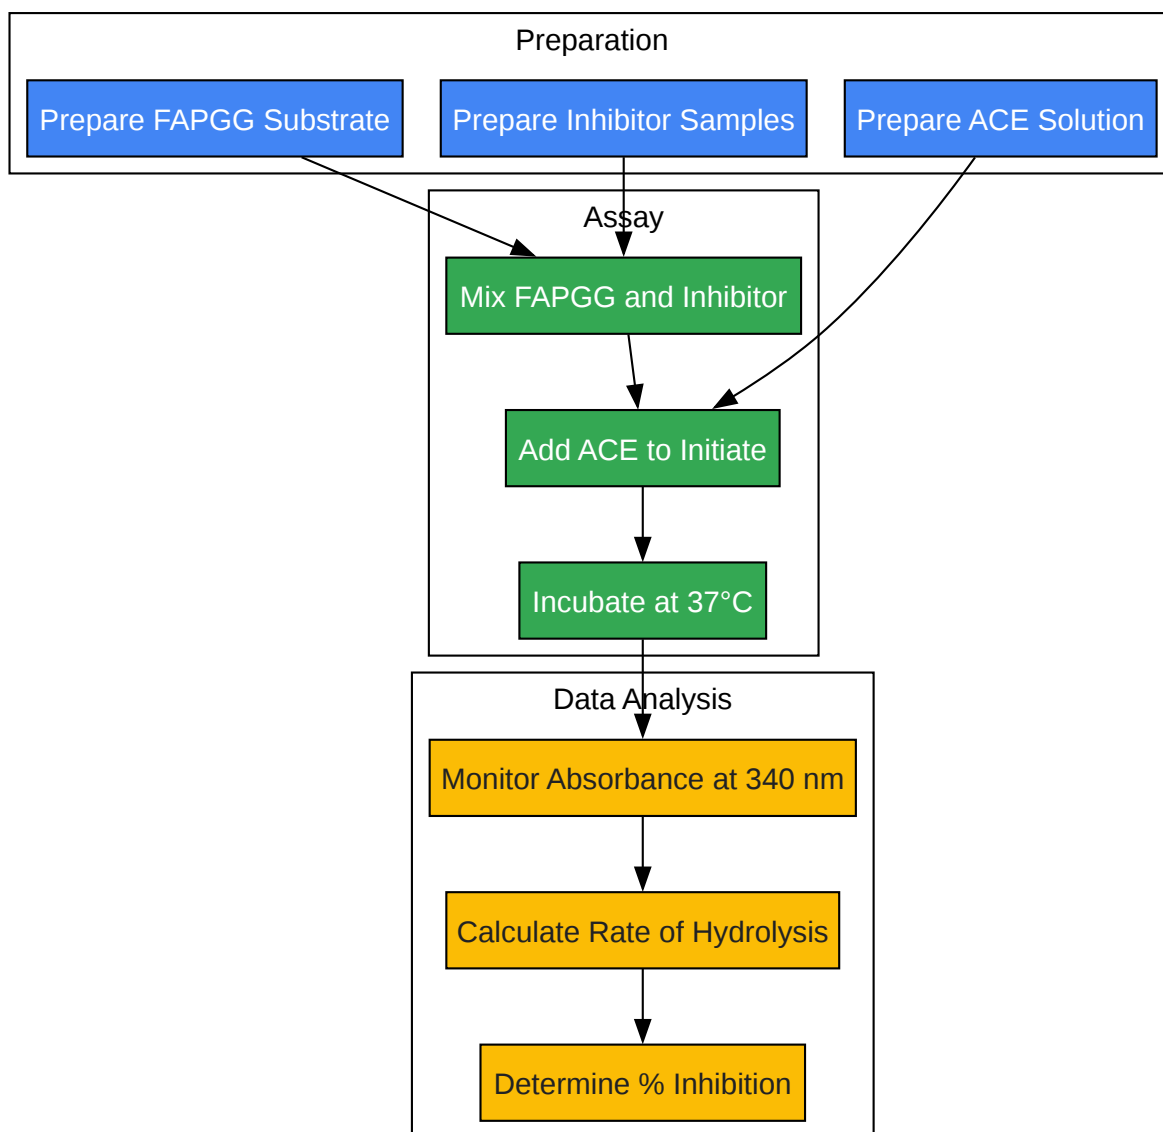 Preparation
Prepare FAPGG Substrate
Prepare Inhibitor Samples
Prepare ACE Solution
Assay
Mix FAPGG and Inhibitor
Add ACE to Initiate
Incubate at 37°C
Data Analysis
Monitor Absorbance at 340 nm
Calculate Rate of Hydrolysis
Determine % Inhibition